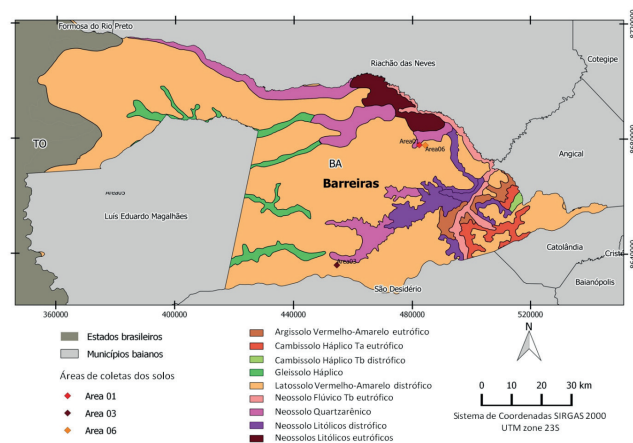 Formosa do Rio Preto
Riachão das Neves
Cotegipe
TO
Area01
Area06
BA
Angical
Barreiras
Luis Eduardo Magalhães
Catolândia
Area03
São Desidério
Baianópolis
360000
400000
440000
480000
520000
Estados brasileiros
Municípios baianos
Áreas de coletas dos solos
Area 01
Area 03
Area 06
Argissolo Vermelho-Amarelo eutrófico
Cambissolo Háplico Ta eutrófico
Cambissolo Háplico Tb distrófico
Gleissolo Háplico
Latossolo Vermelho-Amarelo distrófico
Neossolo Flúvico Tb eutrófico
Neossolo Quartzarênico
Neossolo Litólicos distrófico
Neossolos Litólicos eutróficos
N
0
10
20
30 km
Sistema de Coordenadas SIRGAS 2000
UTM zone 23S